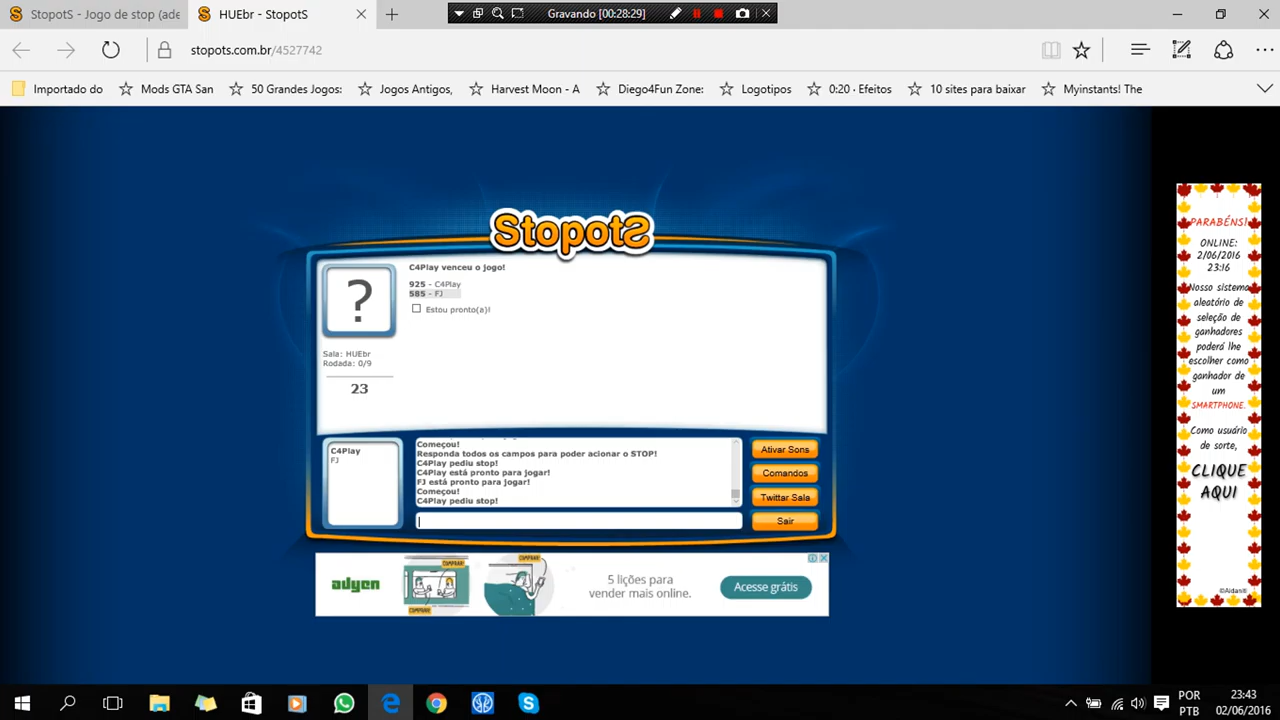 StopotS - Jogo de stop (ade
HUEbr - StopotS
Gravando [00:28:29]
stopots.com.br/4527742
Importado do
Mods GTA San
50 Grandes Jogos:
Jogos Antigos,
Harvest Moon - A
Diego4Fun Zone:
Logotipos
0:20 · Efeitos
10 sites para baixar
Myinstants! The
StopotS
?
Sala: HUEbr
Rodada: 0/9
23
C4Play venceu o jogo!
925 - C4Play
585 - FJ
Estou pronto(a)!
C4Play
FJ
Começou!
Responda todos os campos para poder acionar o STOP!
C4Play pediu stop!
C4Play está pronto para jogar!
FJ está pronto para jogar!
Começou!
C4Play pediu stop!
Ativar Sons
Comandos
Twittar Sala
Sair
adyen
COMPRAR!
COMPRAR!
COMPRAR!
5 lições para
vender mais online.
Acesse grátis
PARABÉNS!
ONLINE:
2/06/2016
23:16
Nosso sistema
aleatório de
seleção de
ganhadores
poderá lhe
escolher como
ganhador de
um
SMARTPHONE.
Como usuário
de sorte,
CLIQUE
AQUI
©Aidan®
POR
PTB
23:43
02/06/2016